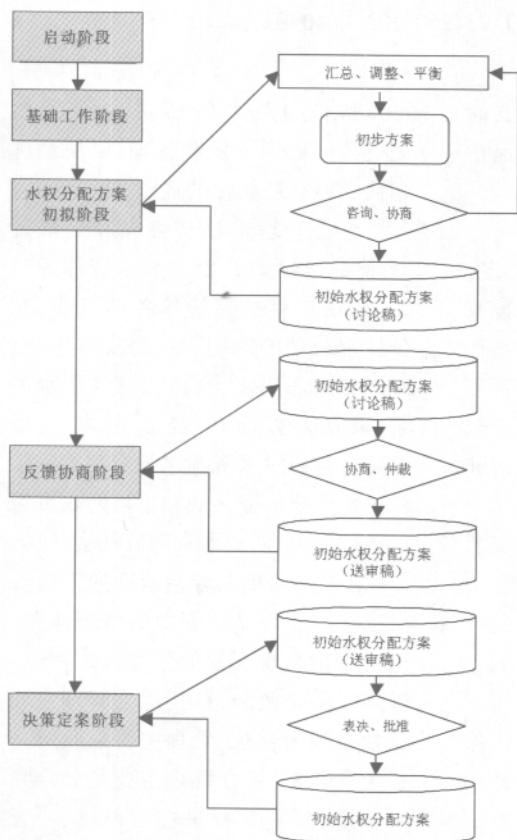 启动阶段
基础工作阶段
水权分配方案
初拟阶段
汇总、调整、平衡
初步方案
咨询、协商
初始水权分配方案
（讨论稿）
反馈协商阶段
初始水权分配方案
（讨论稿）
协商、仲裁
初始水权分配方案
（送审稿）
决策定案阶段
初始水权分配方案
（送审稿）
表决、批准
初始水权分配方案